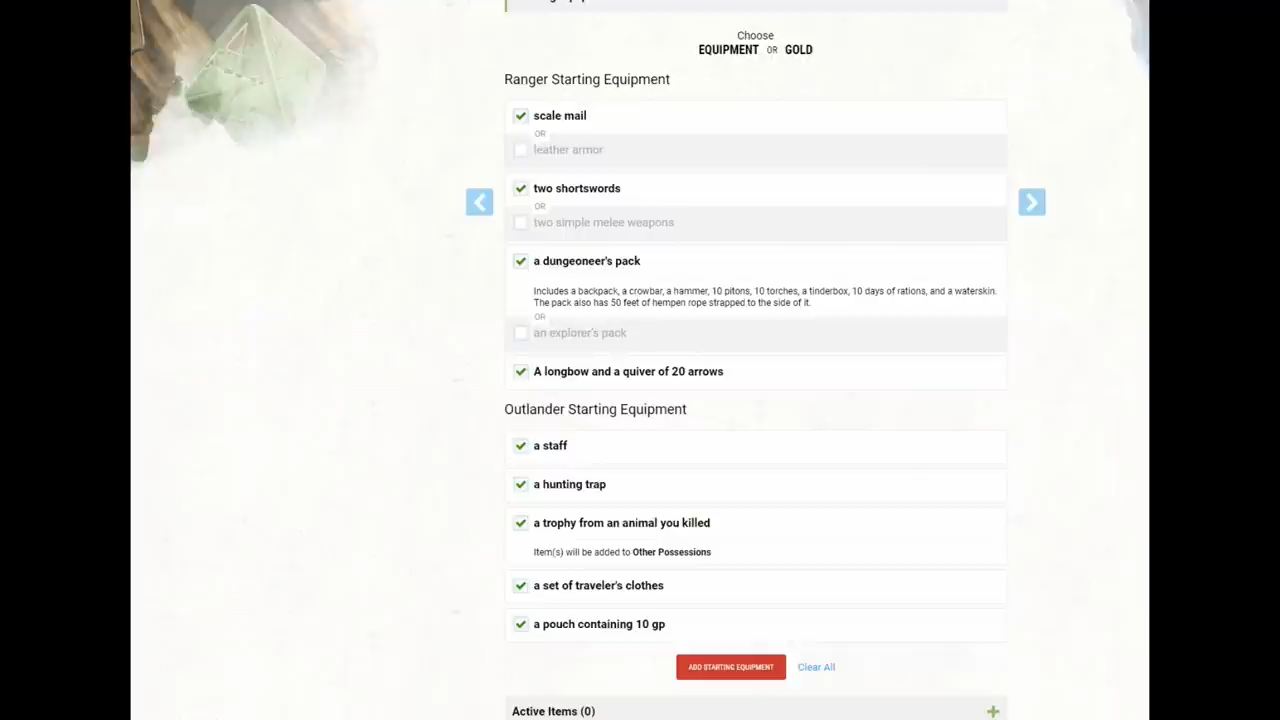 Choose
EQUIPMENT OR GOLD
Ranger Starting Equipment
scale mail
OR
leather armor
two shortswords
OR
two simple melee weapons
a dungeoneer's pack
Includes a backpack, a crowbar, a hammer, 10 pitons, 10 torches, a tinderbox, 10 days of rations, and a waterskin.
The pack also has 50 feet of hempen rope strapped to the side of it.
OR
an explorer's pack
A longbow and a quiver of 20 arrows
Outlander Starting Equipment
a staff
a hunting trap
a trophy from an animal you killed
Item(s) will be added to Other Possessions
a set of traveler's clothes
a pouch containing 10 gp
ADD STARTING EQUIPMENT Clear All
Active Items (0)